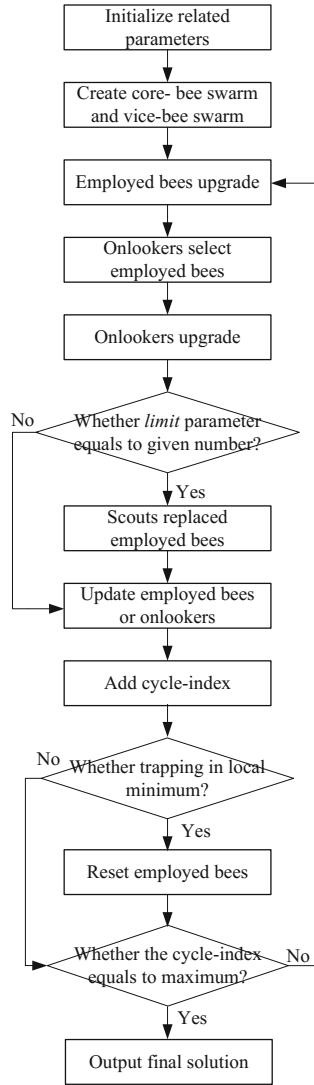 Initialize related
parameters
Create core- bee swarm
and vice-bee swarm
Employed bees upgrade
Onlookers select
employed bees
Onlookers upgrade
No
Whether limit parameter
equals to given number?
Yes
Scouts replaced
employed bees
Update employed bees
or onlookers
Add cycle-index
No
Whether trapping in local
minimum?
Yes
Reset employed bees
Whether the cycle-index
equals to maximum?
No
Yes
Output final solution